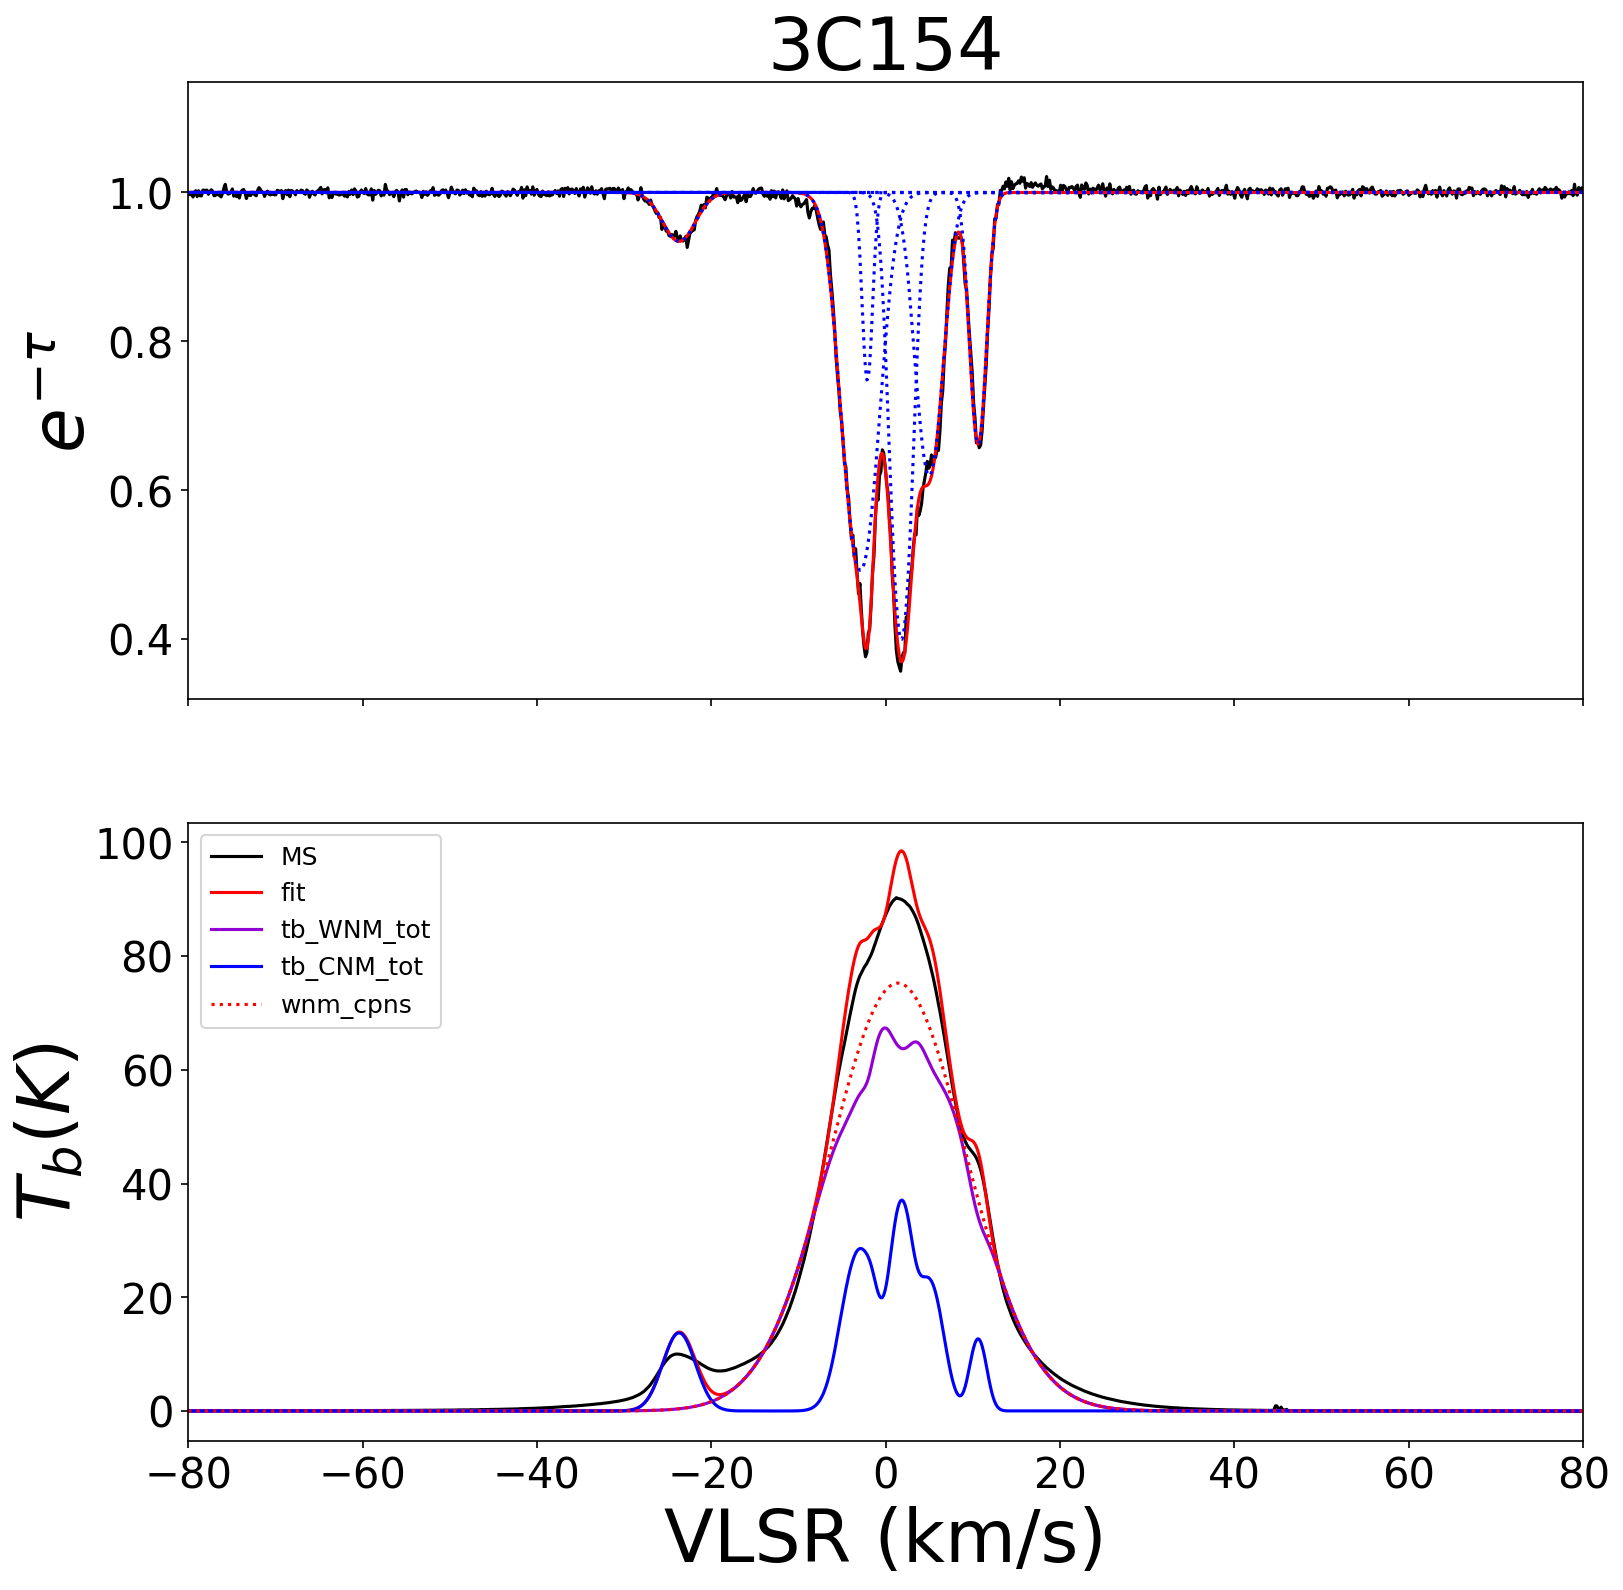 3C154
1.0
0.8
0.6
0.4
e^{-τ}
100
80
60
40
20
0
T_b(K)
MS
fit
tb_WNM_tot
tb_CNM_tot
wnm_cpns
−80 −60 −40 −20 0 20 40 60 80
VLSR (km/s)